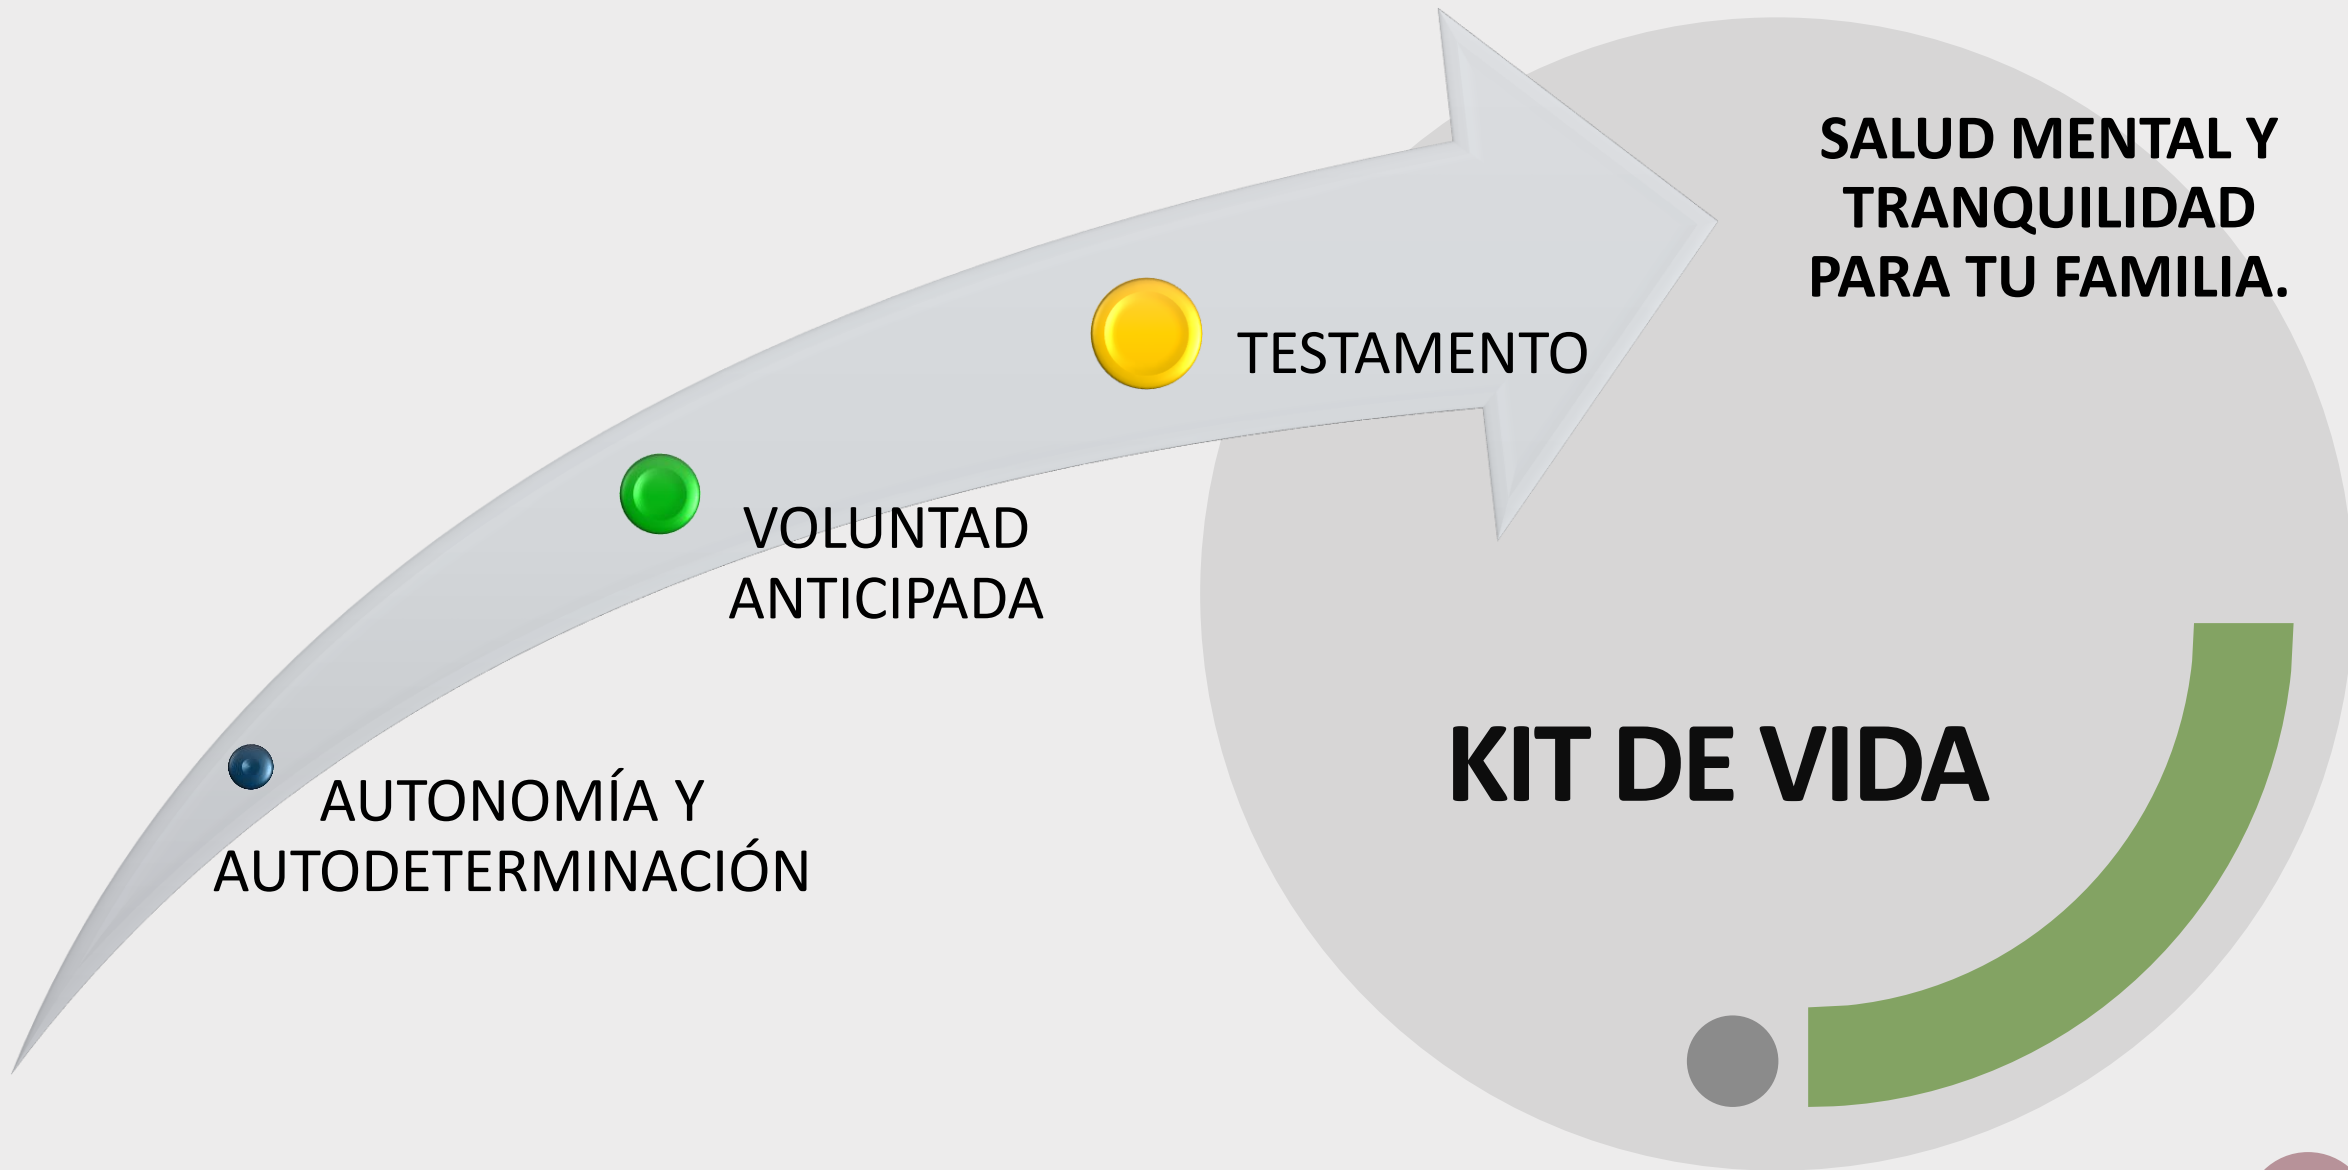 SALUD MENTAL Y
TRANQUILIDAD
PARA TU FAMILIA.
TESTAMENTO
VOLUNTAD
ANTICIPADA
AUTONOMÍA Y
AUTODETERMINACIÓN
KIT DE VIDA